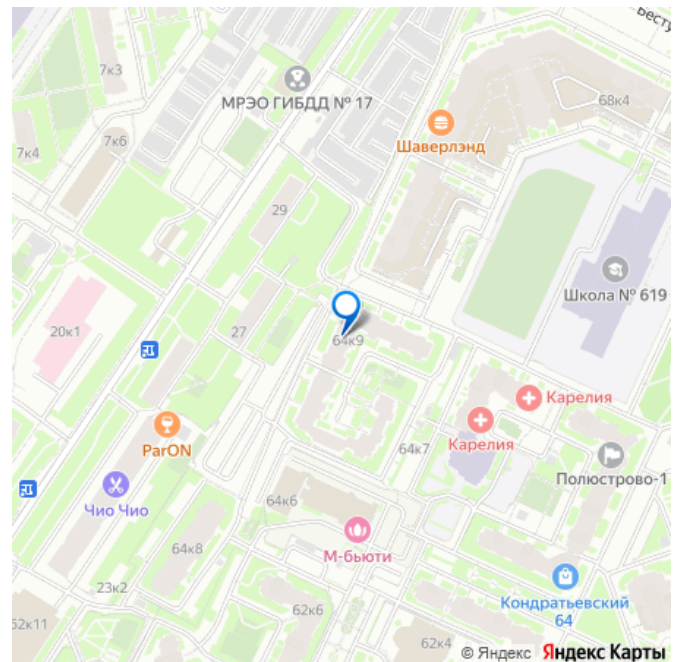 Бесту
7к3
МРЭО ГИБДД № 17
68к4
7к6
7к4
Шаверлэнд
29
Школа № 619
20к1
27
64к9
Карелия
Карелия
ParON
64к7
Полюстрово-1
Чио Чио
64к6
64к8
М-бьюти
23к2
Кондратьевский
64
62к6
62к11
62к4
© Яндекс Яндекс Карты